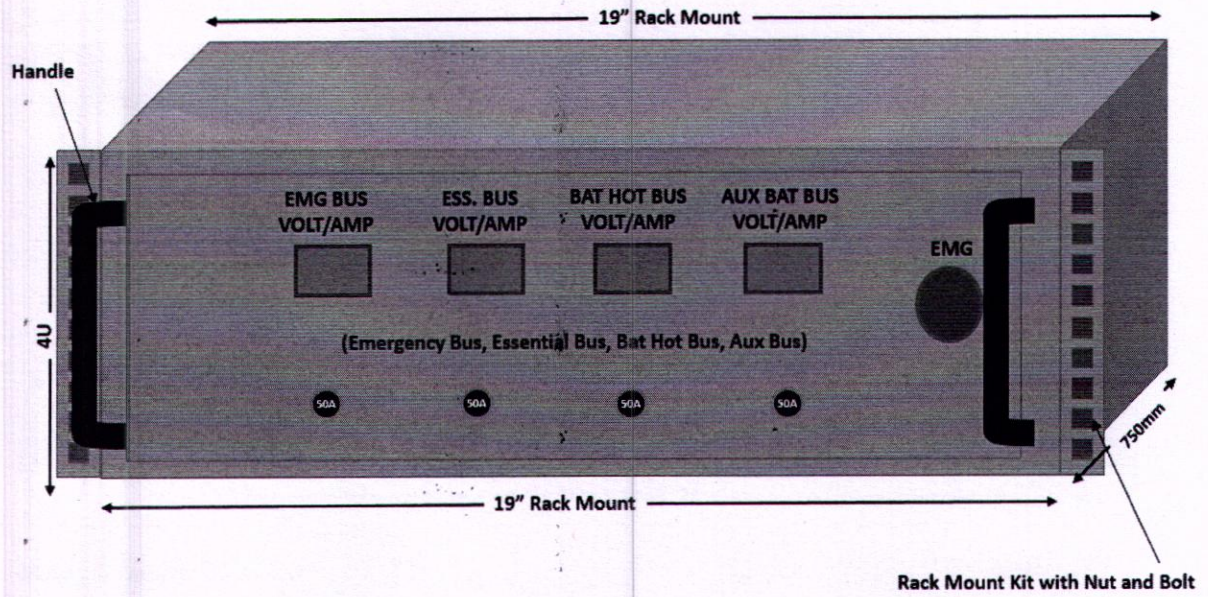 19” Rack Mount
Handle
EMG BUS
VOLT/AMP
ESS. BUS
VOLT/AMP
BAT HOT BUS
VOLT/AMP
AUX BAT BUS
VOLT/AMP
EMG
4U
(Emergency Bus, Essential Bus, Bat Hot Bus, Aux Bus)
50A
50A
50A
50A
750mm
19” Rack Mount
Rack Mount Kit with Nut and Bolt